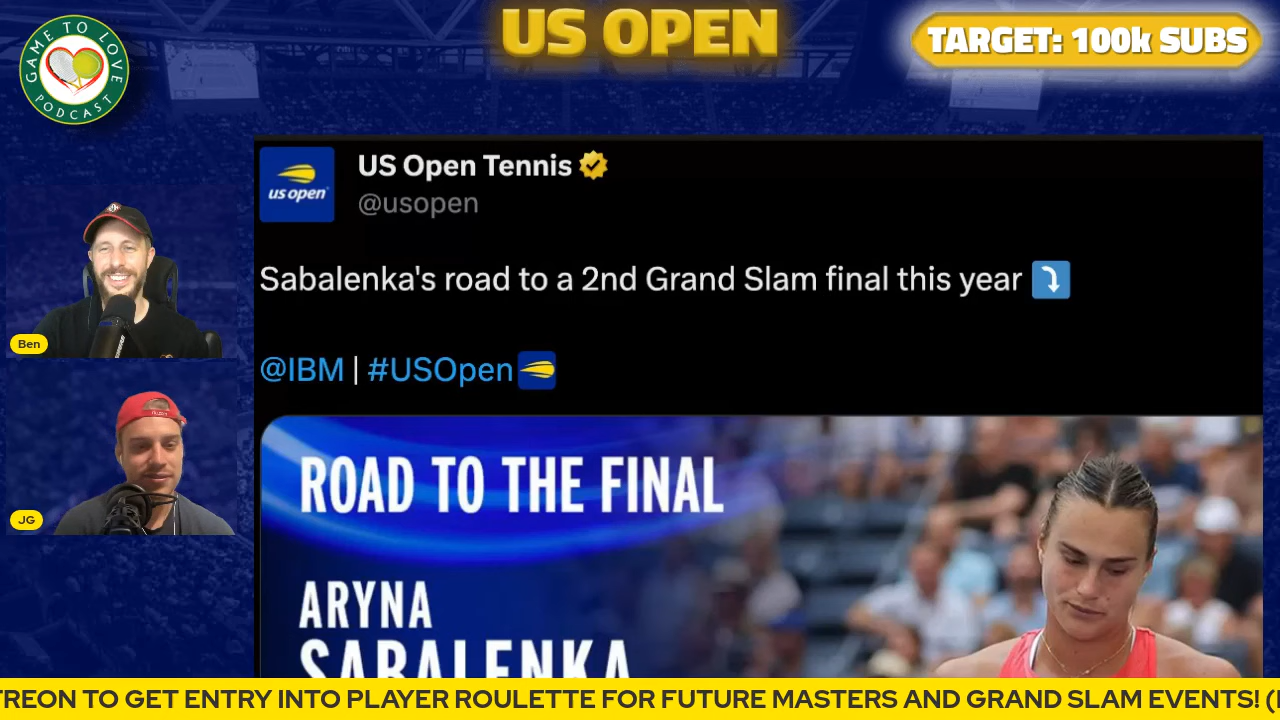 GAME TO LOVE
PODCAST
US OPEN
TARGET: 100k SUBS
us open
US Open Tennis
@usopen
Sabalenka's road to a 2nd Grand Slam final this year
@IBM | #USOpen
ROAD TO THE FINAL
ARYNA
SABALENKA
Ben
JG
TREON TO GET ENTRY INTO PLAYER ROULETTE FOR FUTURE MASTERS AND GRAND SLAM EVENTS! (